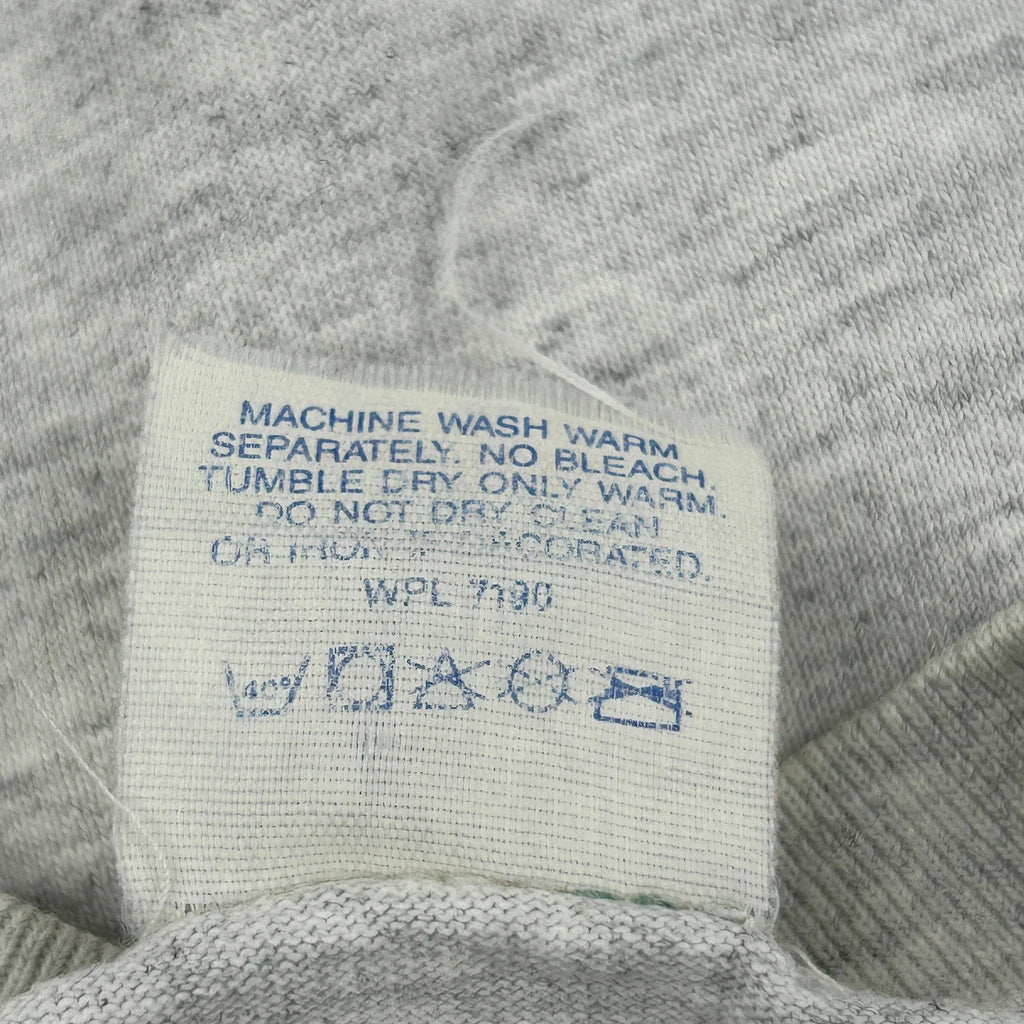 MACHINE WASH WARM
SEPARATELY. NO BLEACH.
TUMBLE DRY ONLY WARM.
DO NOT DRY CLEAN
OR IRON IF DECORATED.
WPL 7190
40°